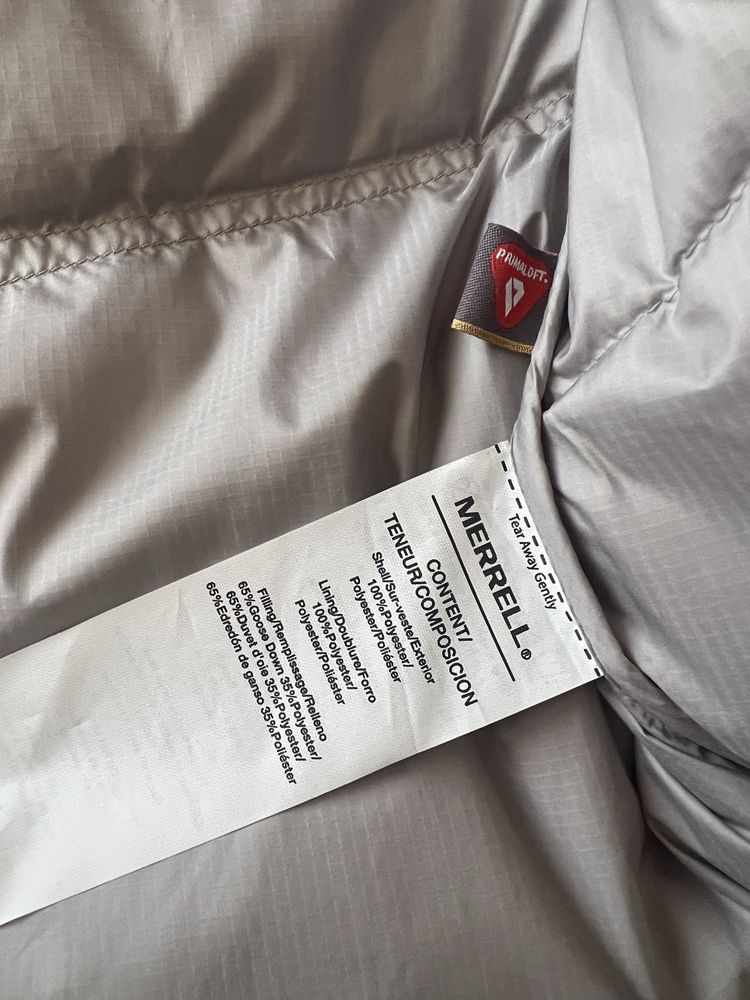 PRIMALOFT®
Tear Away Gently
MERRELL®
CONTENT/
TENEUR/COMPOSICION
Shell/Sur-veste/Exterior
100%Polyester/
Polyester/Poliéster
Lining/Doublure/Forro
100%Polyester/
Polyester/Poliéster
Filling/Remplissage/Relleno
65%Goose Down 35%Polyester/
65%Duvet d'oie 35%Polyester/
65%Edredón de ganso 35%Poliéster